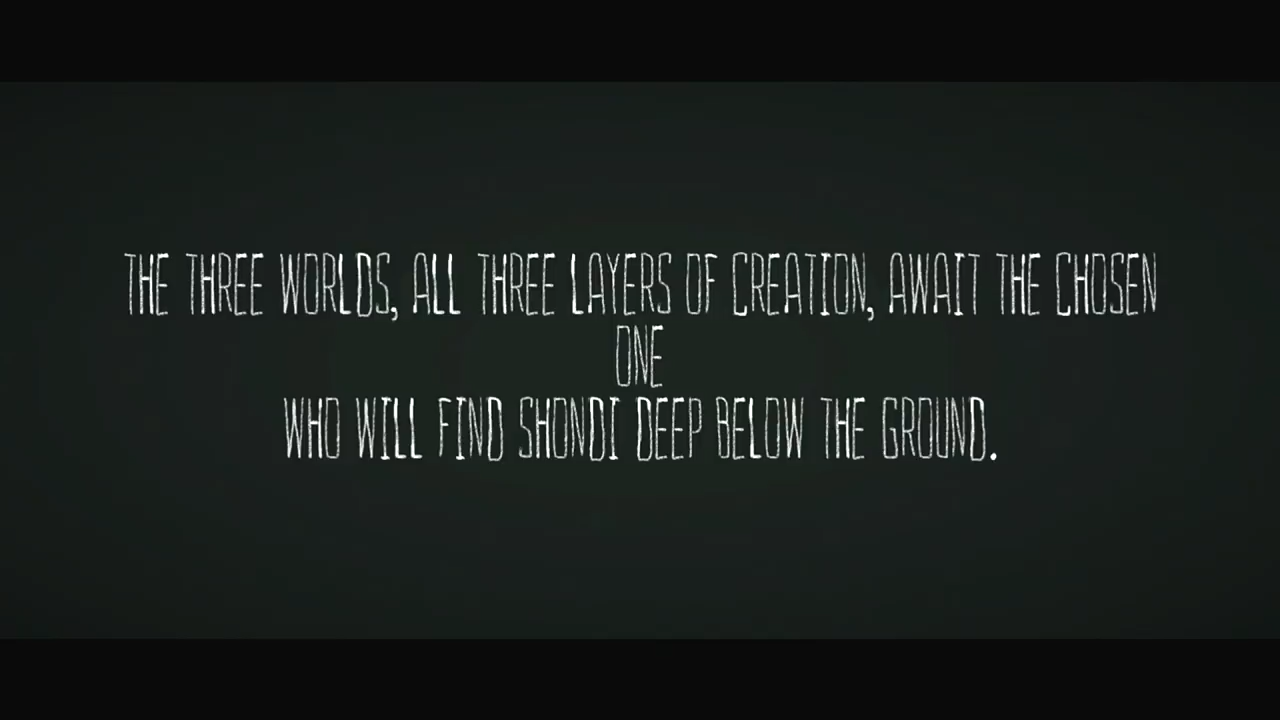 THE THREE WORLDS, ALL THREE LAYERS OF CREATION, AWAIT THE CHOSEN
ONE
WHO WILL FIND SHONDI DEEP BELOW THE GROUND.